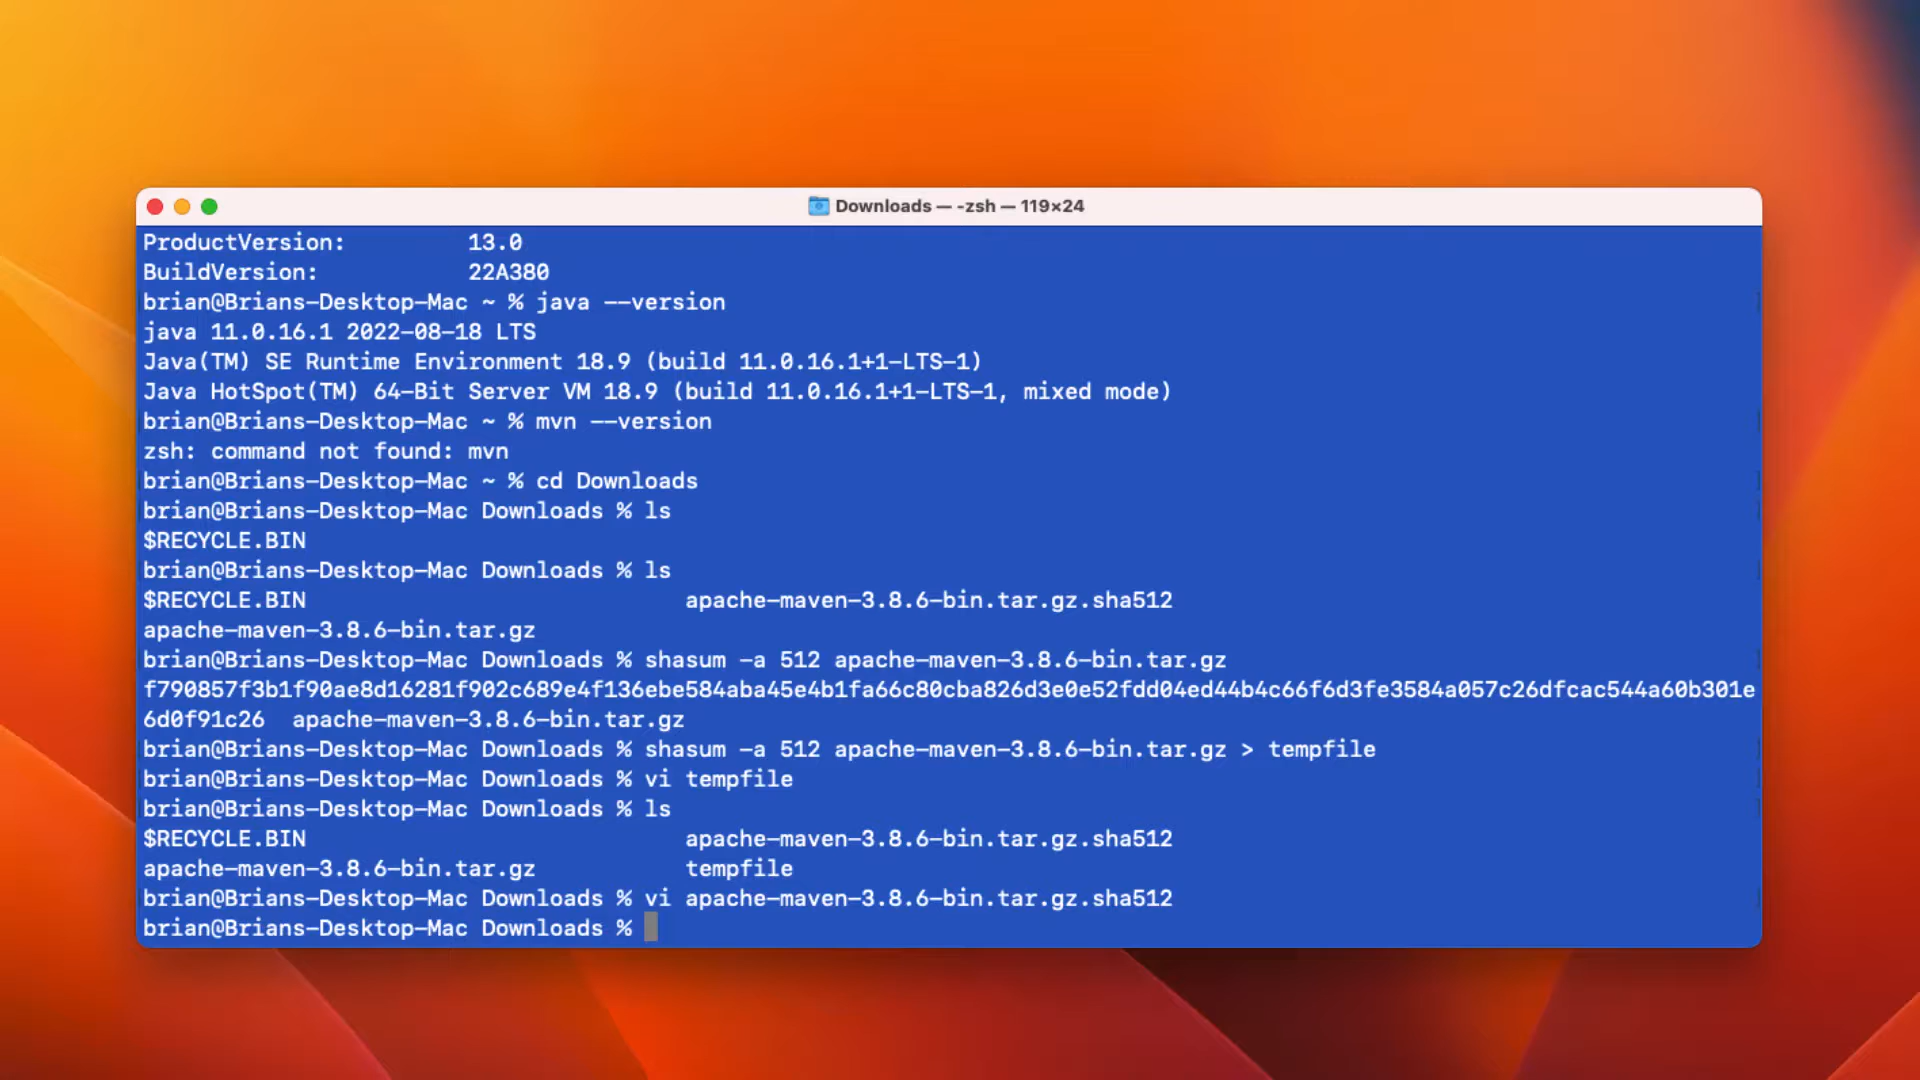 Downloads — -zsh — 119×24
ProductVersion: 13.0
BuildVersion: 22A380
brian@Brians-Desktop-Mac ~ % java --version
java 11.0.16.1 2022-08-18 LTS
Java(TM) SE Runtime Environment 18.9 (build 11.0.16.1+1-LTS-1)
Java HotSpot(TM) 64-Bit Server VM 18.9 (build 11.0.16.1+1-LTS-1, mixed mode)
brian@Brians-Desktop-Mac ~ % mvn --version
zsh: command not found: mvn
brian@Brians-Desktop-Mac ~ % cd Downloads
brian@Brians-Desktop-Mac Downloads % ls
$RECYCLE.BIN
brian@Brians-Desktop-Mac Downloads % ls
$RECYCLE.BIN apache-maven-3.8.6-bin.tar.gz.sha512
apache-maven-3.8.6-bin.tar.gz
brian@Brians-Desktop-Mac Downloads % shasum -a 512 apache-maven-3.8.6-bin.tar.gz
f790857f3b1f90ae8d16281f902c689e4f136ebe584aba45e4b1fa66c80cba826d3e0e52fdd04ed44b4c66f6d3fe3584a057c26dfcac544a60b301e
6d0f91c26 apache-maven-3.8.6-bin.tar.gz
brian@Brians-Desktop-Mac Downloads % shasum -a 512 apache-maven-3.8.6-bin.tar.gz > tempfile
brian@Brians-Desktop-Mac Downloads % vi tempfile
brian@Brians-Desktop-Mac Downloads % ls
$RECYCLE.BIN apache-maven-3.8.6-bin.tar.gz.sha512
apache-maven-3.8.6-bin.tar.gz tempfile
brian@Brians-Desktop-Mac Downloads % vi apache-maven-3.8.6-bin.tar.gz.sha512
brian@Brians-Desktop-Mac Downloads %